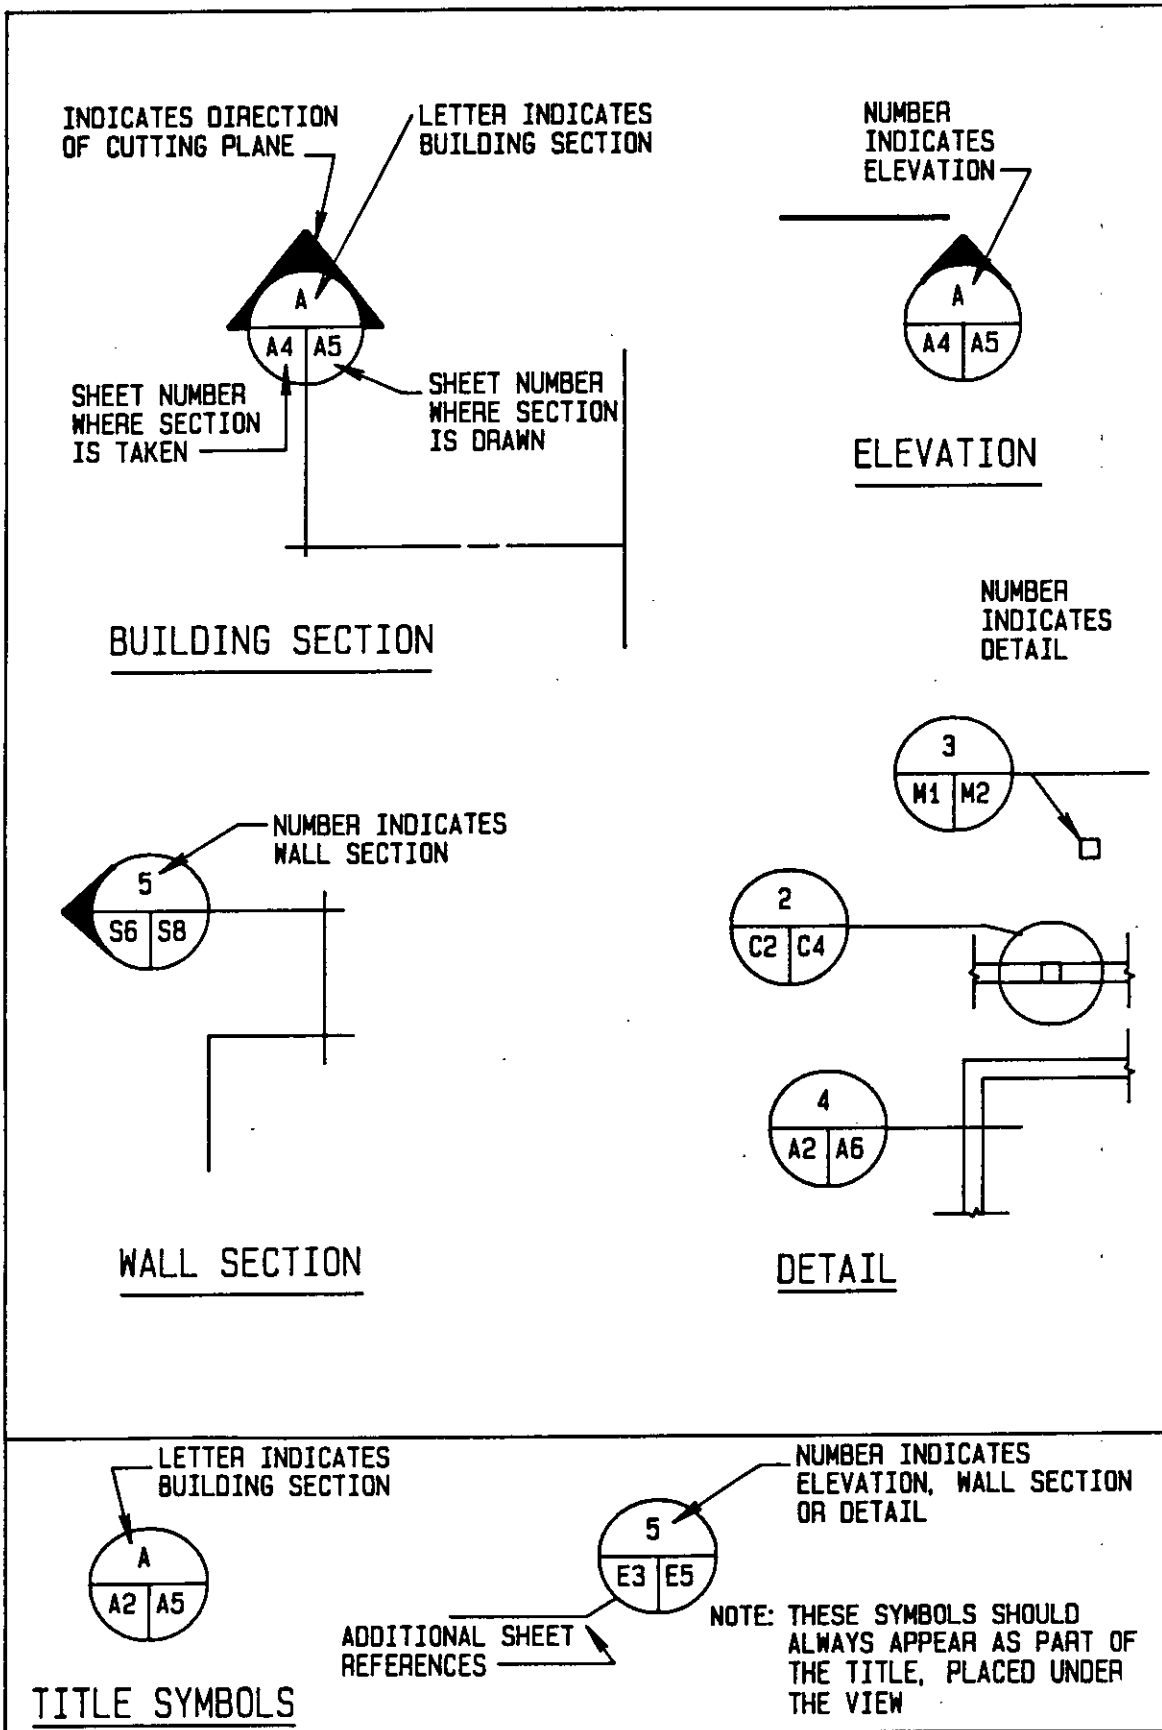 INDICATES DIRECTION
OF CUTTING PLANE
LETTER INDICATES
BUILDING SECTION
A
A4 A5
SHEET NUMBER
WHERE SECTION
IS TAKEN
SHEET NUMBER
WHERE SECTION
IS DRAWN
BUILDING SECTION
NUMBER
INDICATES
ELEVATION
A
A4 A5
ELEVATION
NUMBER INDICATES
WALL SECTION
5
S6 S8
WALL SECTION
NUMBER
INDICATES
DETAIL
3
M1 M2
2
C2 C4
4
A2 A6
DETAIL
LETTER INDICATES
BUILDING SECTION
A
A2 A5
TITLE SYMBOLS
NUMBER INDICATES
ELEVATION, WALL SECTION
OR DETAIL
5
E3 E5
ADDITIONAL SHEET
REFERENCES
NOTE: THESE SYMBOLS SHOULD
ALWAYS APPEAR AS PART OF
THE TITLE, PLACED UNDER
THE VIEW